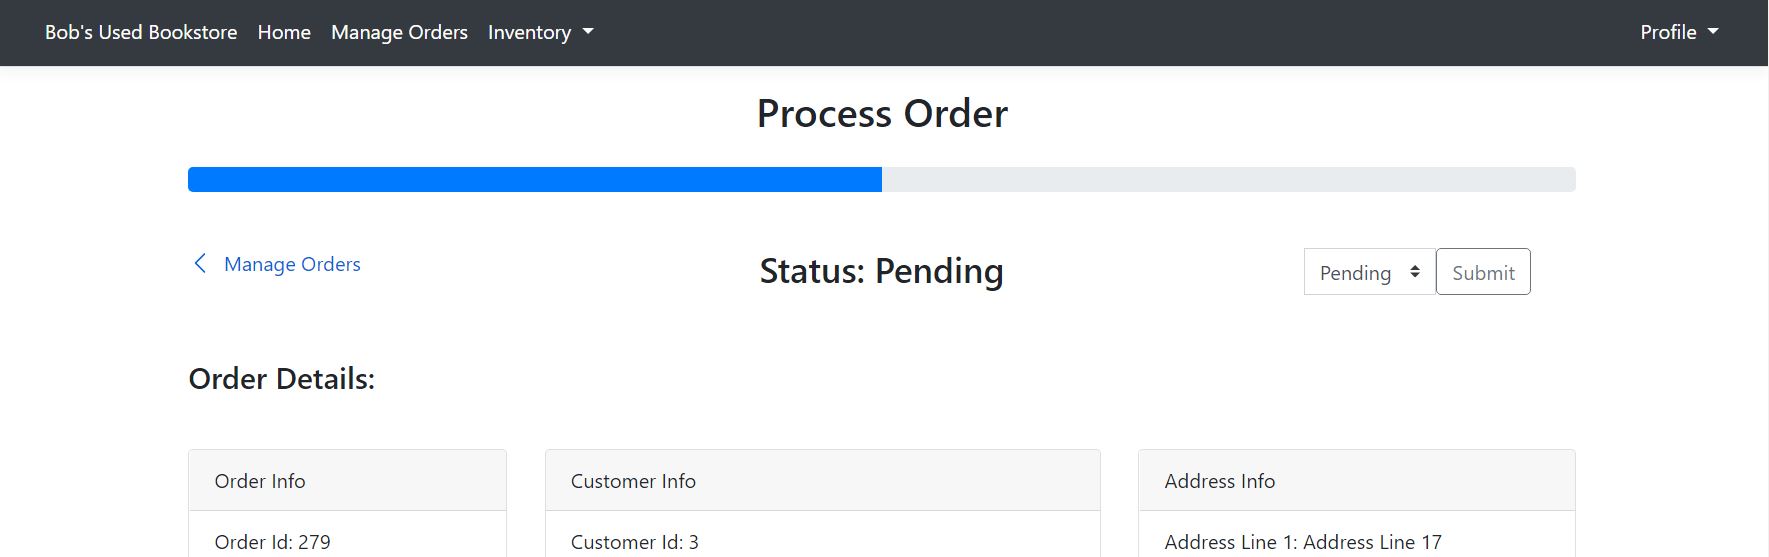 Bob's Used Bookstore Home Manage Orders Inventory Profile
Process Order
Manage Orders Status: Pending Pending Submit
Order Details:
Order Info Customer Info Address Info
Order Id: 279 Customer Id: 3 Address Line 1: Address Line 17